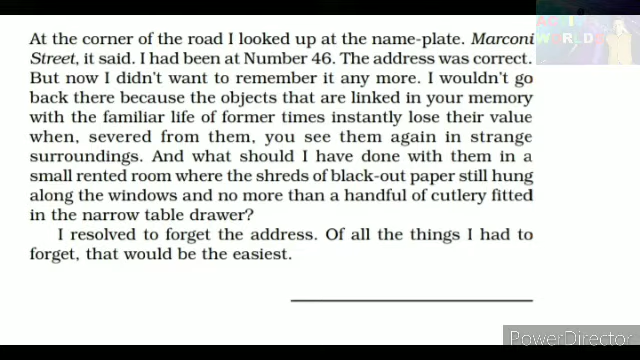 At the corner of the road I looked up at the name-plate. Marconi
Street, it said. I had been at Number 46. The address was correct.
But now I didn't want to remember it any more. I wouldn't go
back there because the objects that are linked in your memory
with the familiar life of former times instantly lose their value
when, severed from them, you see them again in strange
surroundings. And what should I have done with them in a
small rented room where the shreds of black-out paper still hung
along the windows and no more than a handful of cutlery fitted
in the narrow table drawer?
I resolved to forget the address. Of all the things I had to
forget, that would be the easiest.
PowerDirector